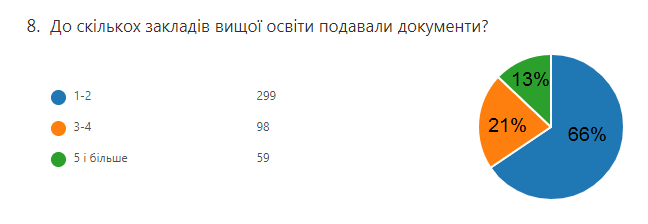 8. До скількох закладів вищої освіти подавали документи?
1-2 299
3-4 98
5 і більше 59
13%
21%
66%